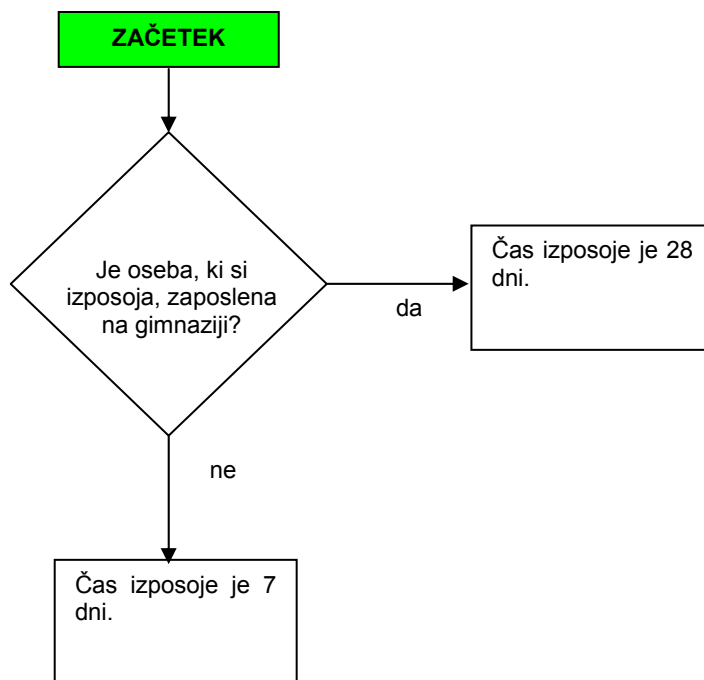 ZAČETEK
Je oseba, ki si
izposoja, zaposlena
na gimnaziji?
da
Čas izposoje je 28
dni.
ne
Čas izposoje je 7
dni.